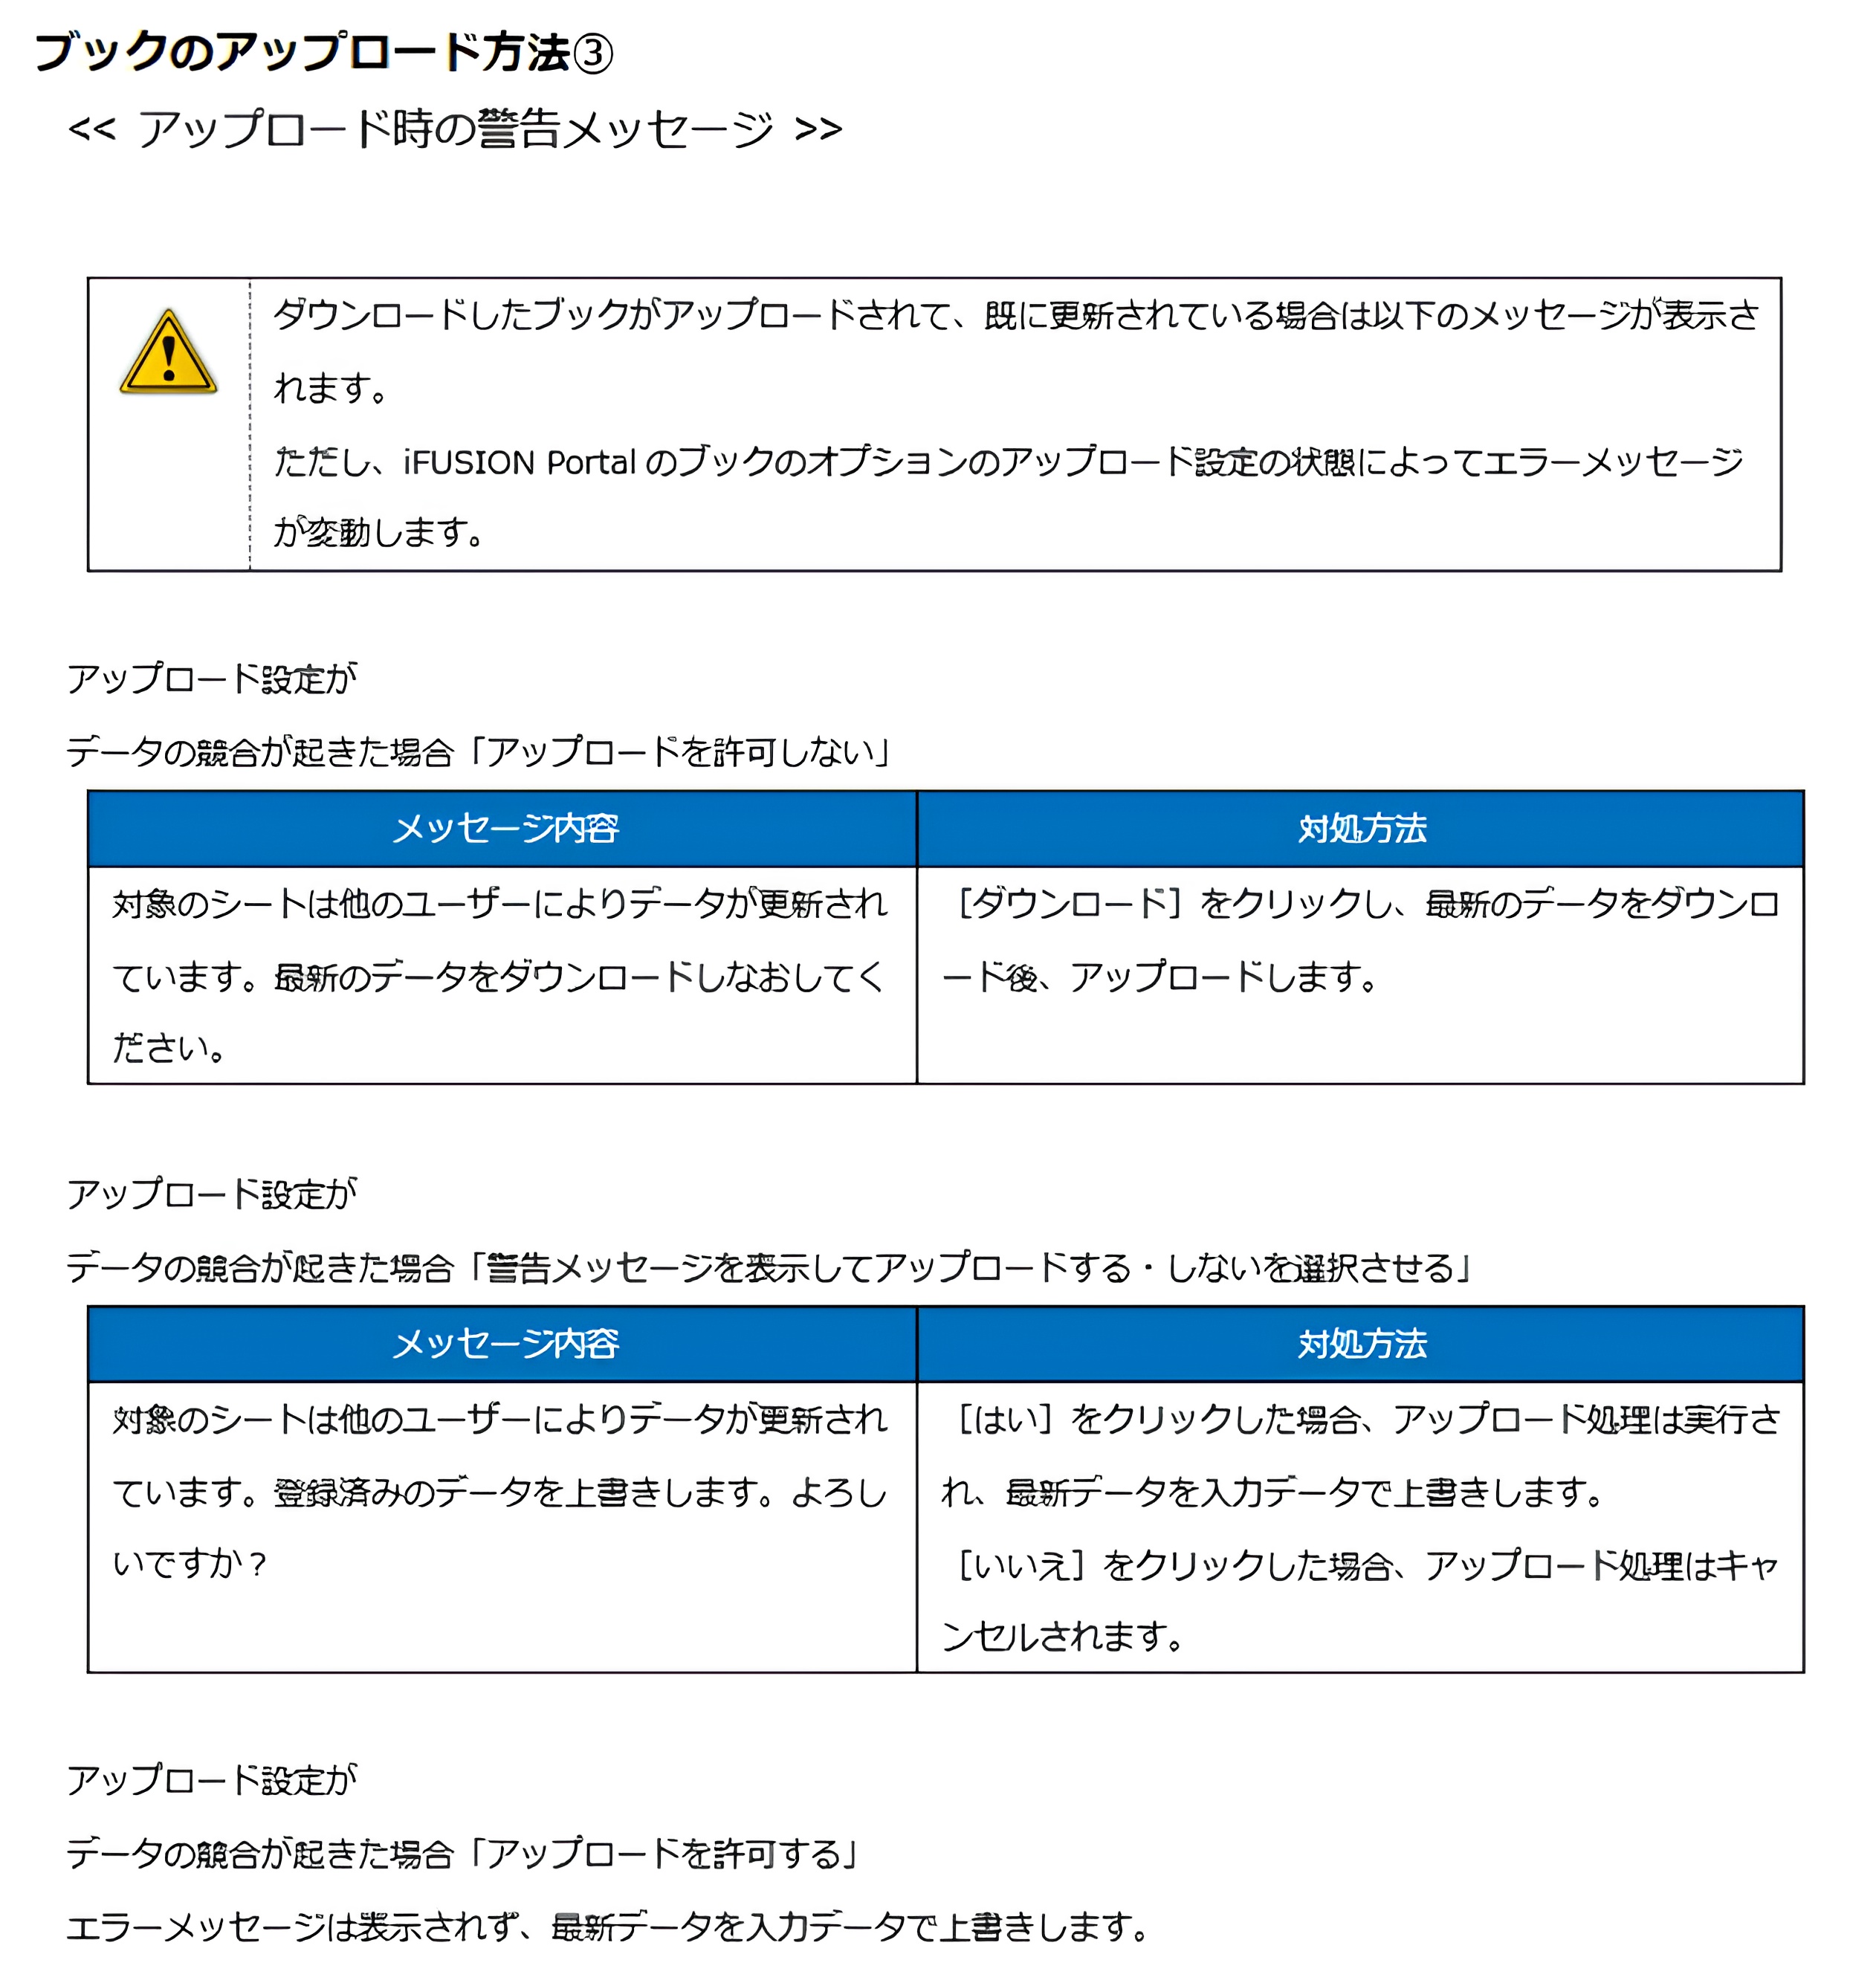 ブックのアップロード方法③
<< アップロード時の警告メッセージ >>
ダウンロードしたブックがアップロードされて、既に更新されている場合は以下のメッセージが表示さ
れます。
ただし、iFUSION Portal のブックのオプションのアップロード設定の状態によってエラーメッセージ
が変動します。
アップロード設定が
データの競合が起きた場合「アップロードを許可しない」
メッセージ内容
対処方法
対象のシートは他のユーザーによりデータが更新され
ています。最新のデータをダウンロードしなおしてく
ださい。
［ダウンロード］をクリックし、最新のデータをダウンロ
ード後、アップロードします。
アップロード設定が
データの競合が起きた場合「警告メッセージを表示してアップロードする・しないを選択させる」
メッセージ内容
対処方法
対象のシートは他のユーザーによりデータが更新され
ています。登録済みのデータを上書きします。よろし
いですか？
［はい］をクリックした場合、アップロード処理は実行さ
れ、最新データを入力データで上書きします。
［いいえ］をクリックした場合、アップロード処理はキャ
ンセルされます。
アップロード設定が
データの競合が起きた場合「アップロードを許可する」
エラーメッセージは表示されず、最新データを入力データで上書きします。